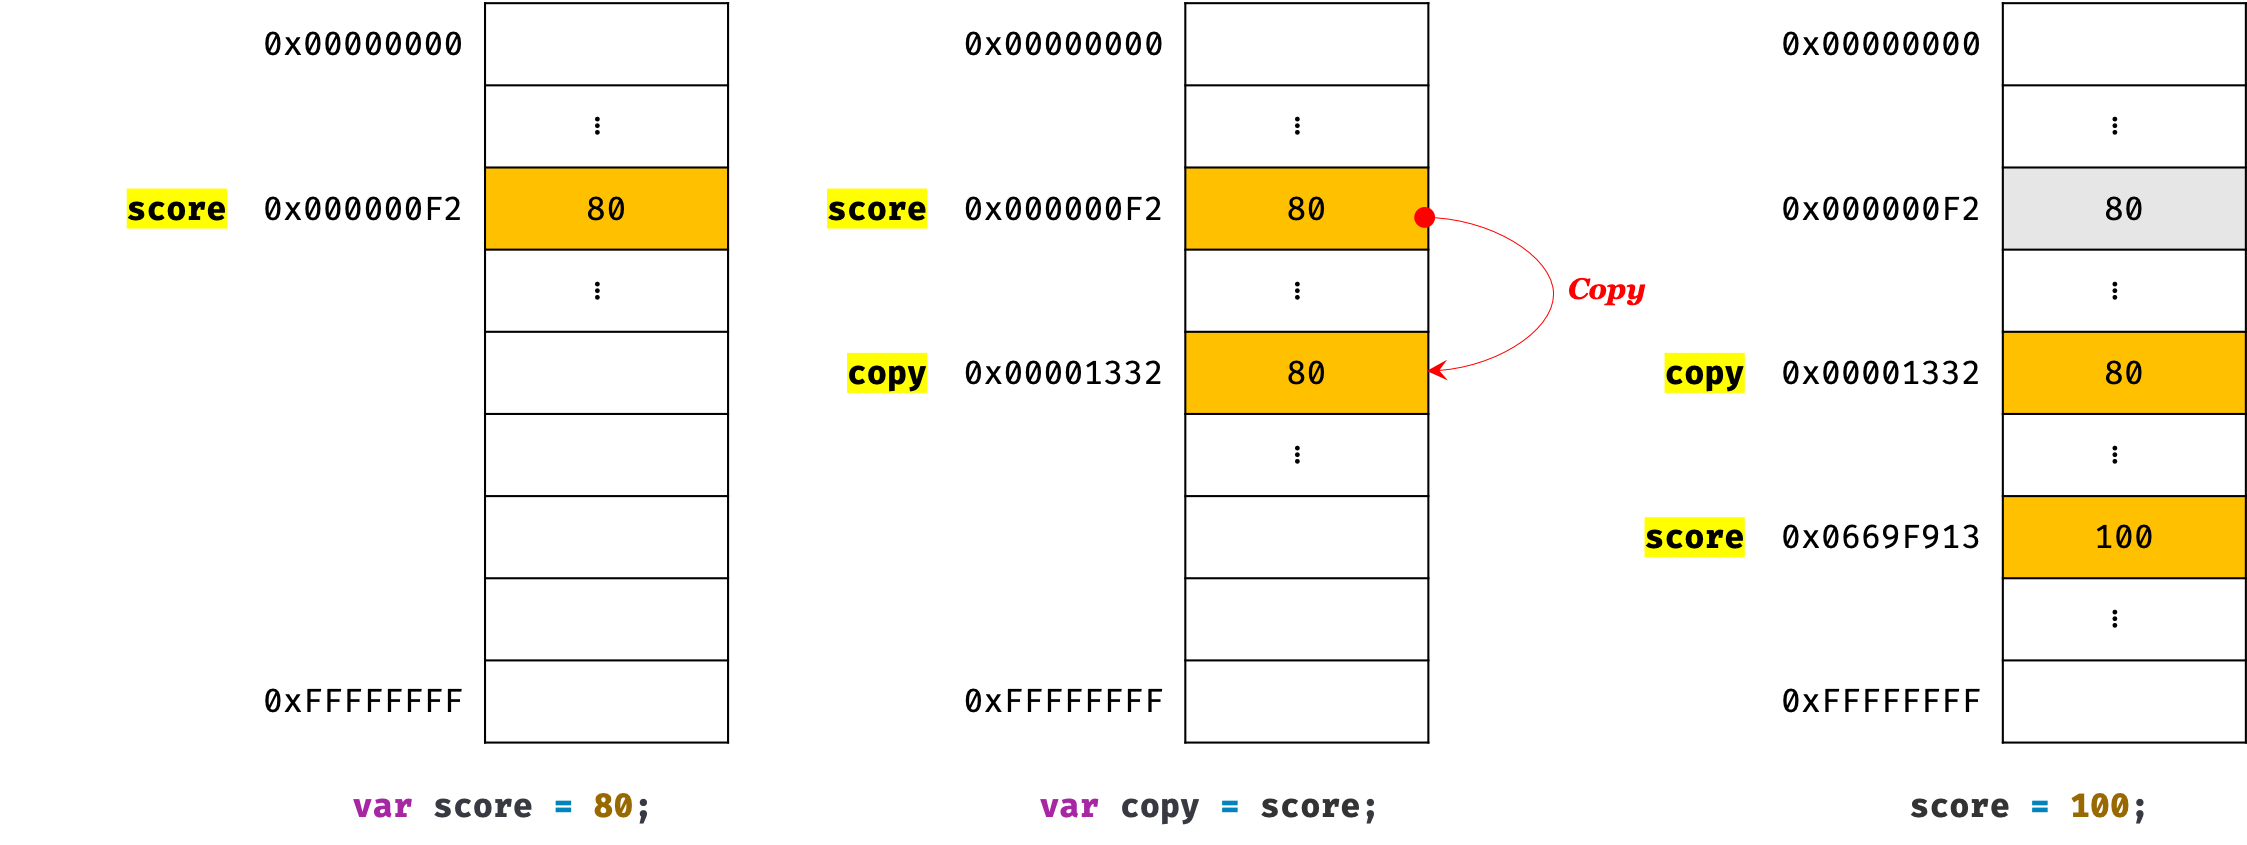 0x00000000
⋮
score 0x000000F2 80
⋮
0xFFFFFFFF
var score = 80;
0x00000000
⋮
score 0x000000F2 80
⋮
Copy
copy 0x00001332 80
⋮
0xFFFFFFFF
var copy = score;
0x00000000
⋮
0x000000F2 80
⋮
copy 0x00001332 80
⋮
score 0x0669F913 100
⋮
0xFFFFFFFF
score = 100;